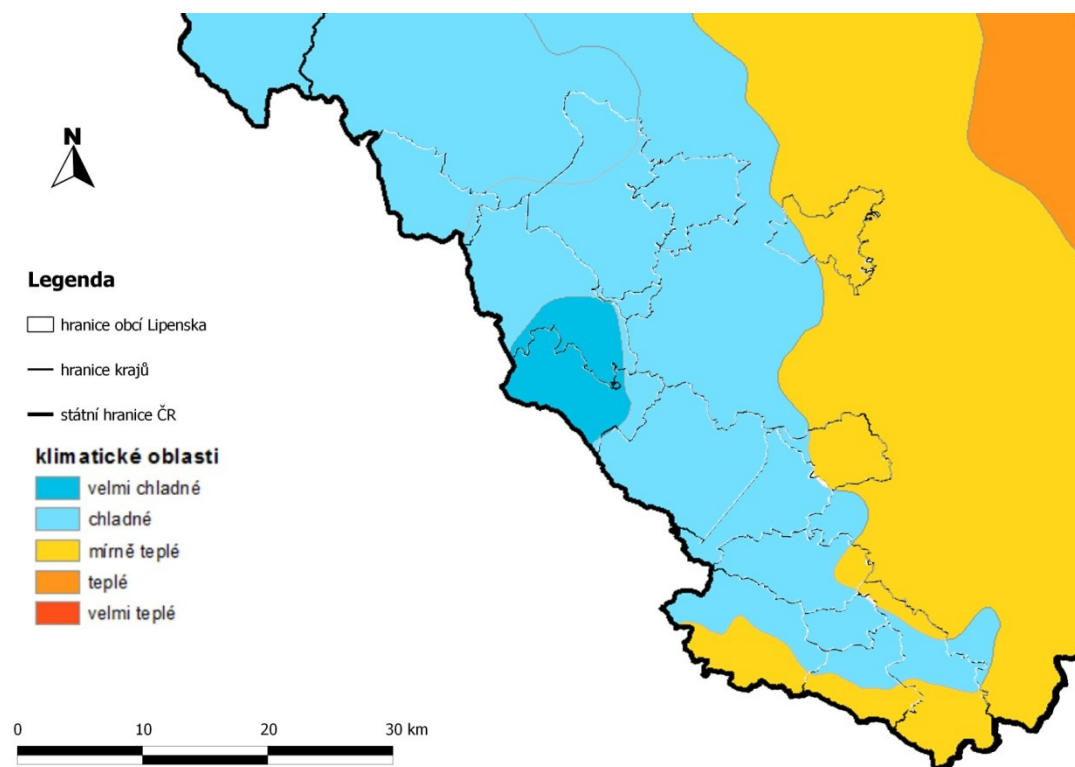 N
Legenda
hranice obcí Lipenska
hranice krajů
státní hranice ČR
klimatické oblasti
velmi chladné
chladné
mírně teplé
teplé
velmi teplé
0 10 20 30 km